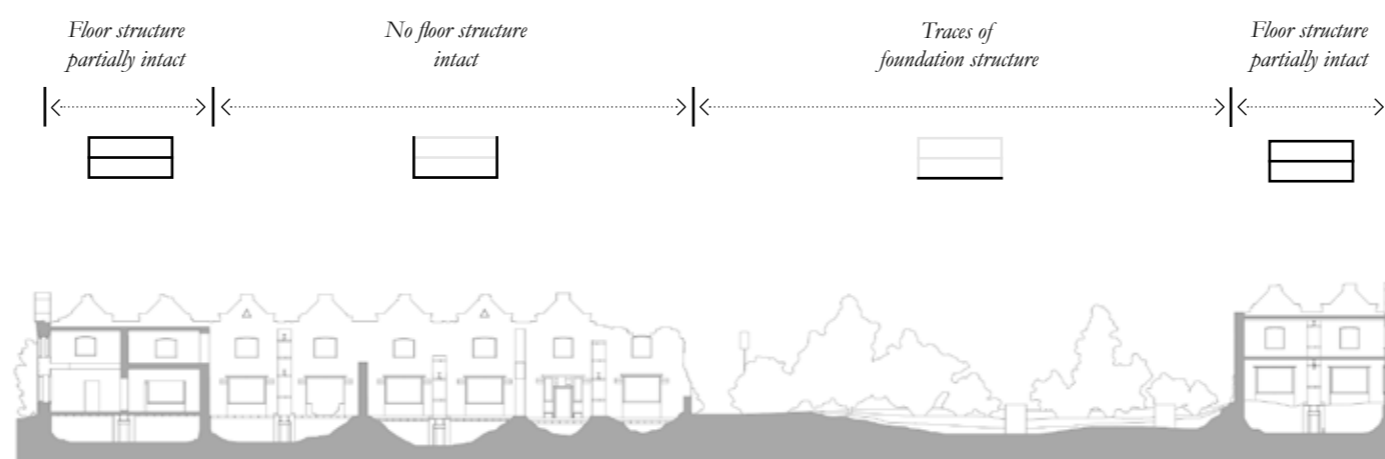 Floor structure
partially intact
No floor structure
intact
Traces of
foundation structure
Floor structure
partially intact